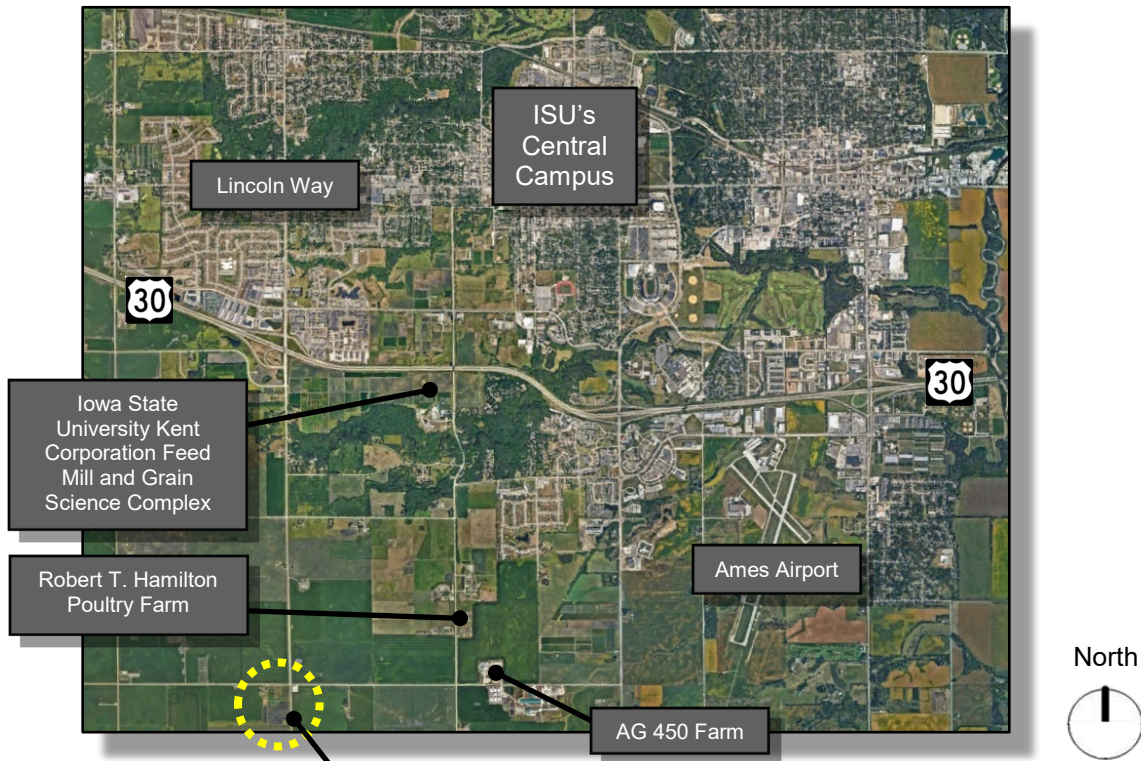 ISU's
Central
Campus
Lincoln Way
30
30
Iowa State
University Kent
Corporation Feed
Mill and Grain
Science Complex
Robert T. Hamilton
Poultry Farm
Ames Airport
North
AG 450 Farm